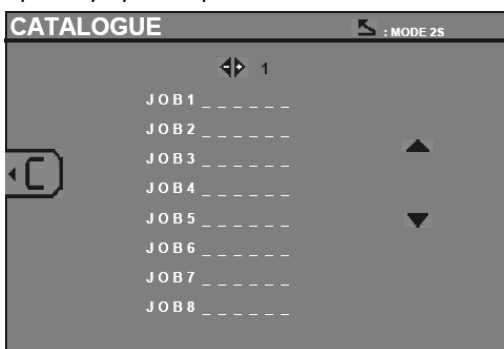 CATALOGUE : MODE 2S
1
JOB1_ _ _ _ _ _
JOB2_ _ _ _ _ _
JOB3_ _ _ _ _ _
JOB4_ _ _ _ _ _
JOB5_ _ _ _ _ _
JOB6_ _ _ _ _ _
JOB7_ _ _ _ _ _
JOB8_ _ _ _ _ _